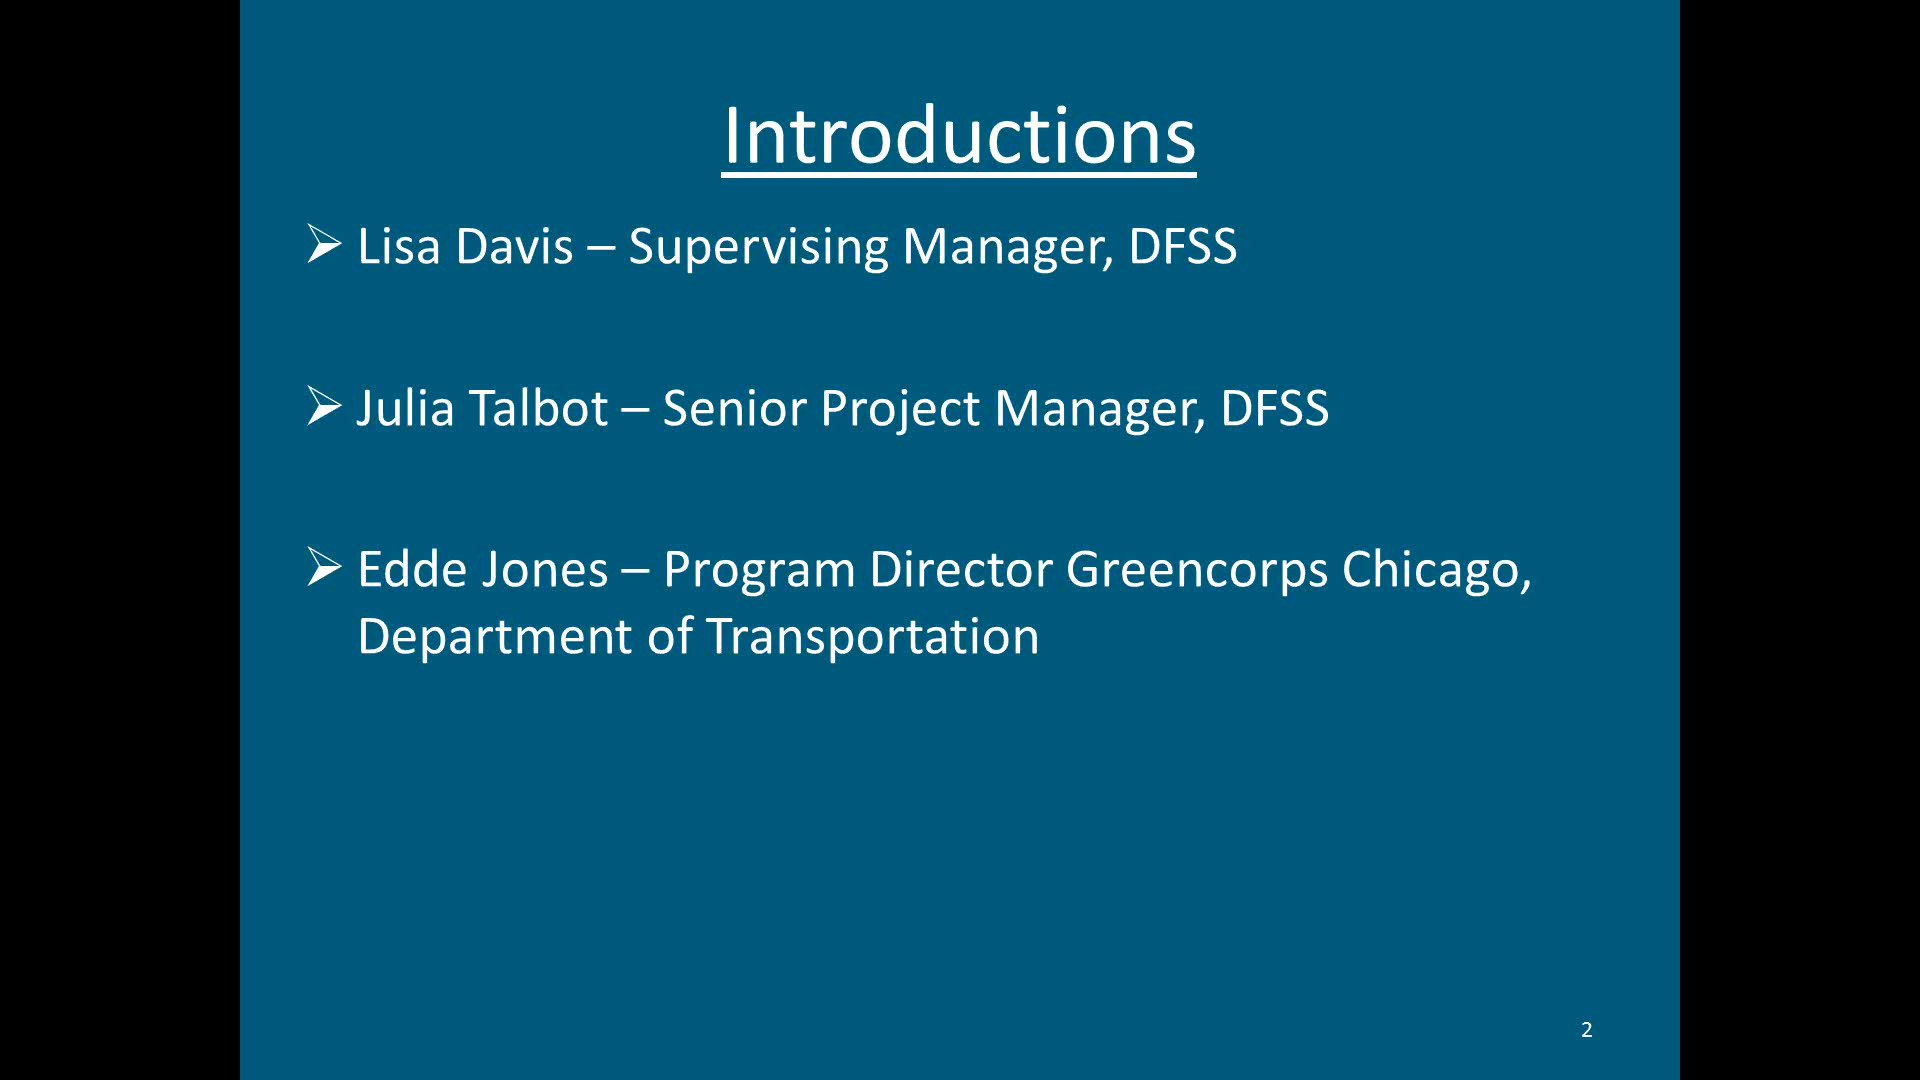 Introductions
➢ Lisa Davis – Supervising Manager, DFSS
➢ Julia Talbot – Senior Project Manager, DFSS
➢ Edde Jones – Program Director Greencorps Chicago,
Department of Transportation
2